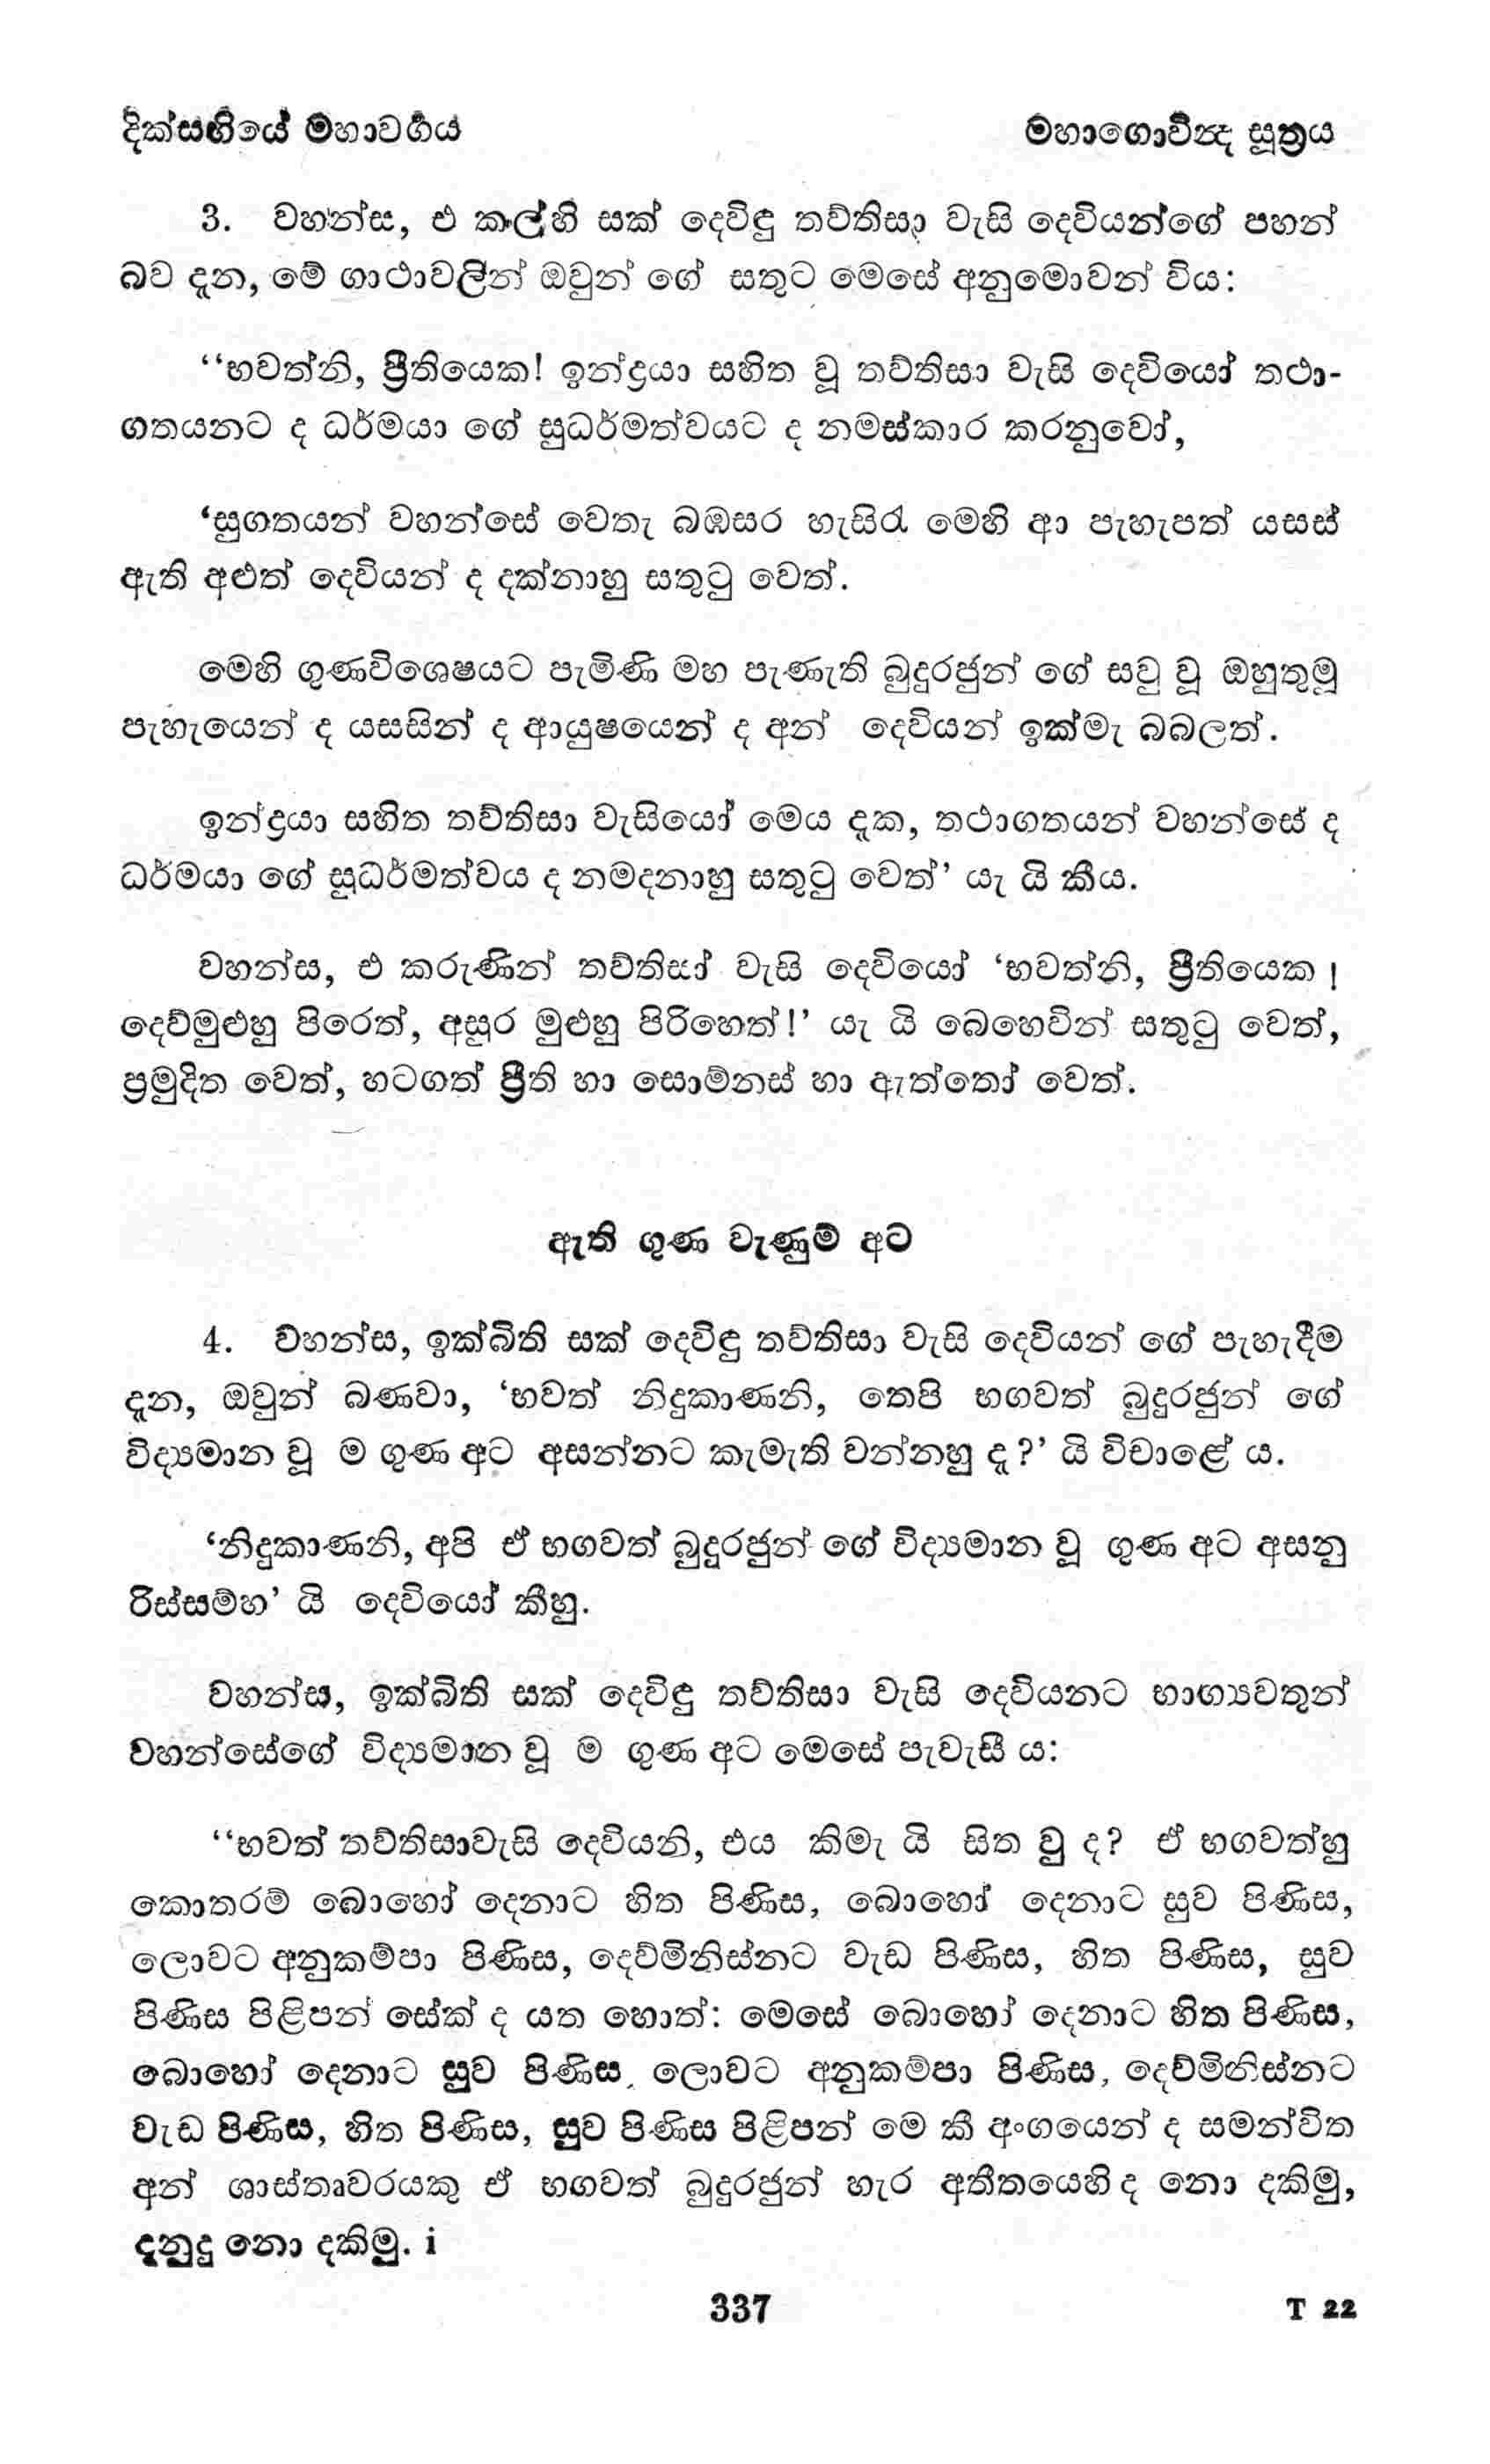 දික්සඟියේ මහාවර්‍ගය
මහාගොවින්‍ද සූත්‍රය
3. වහන්ස, එ කල්හි සක් දෙවිඳු තව්තිසා වැසි දෙවියන්ගේ පහන්
බව දැන, මේ ගාථාවලින් ඔවුන් ගේ සතුට මෙසේ අනුමොවන් විය:
‘‘භවත්නි, ප්‍රීතියෙක! ඉන්ද්‍රයා සහිත වූ තව්තිසා වැසි දෙවියෝ තථා-
ගතයනට ද ධර්මයා ගේ සුධර්මත්වයට ද නමස්කාර කරනුවෝ,
‘සුගතයන් වහන්සේ වෙතැ බඹසර හැසිරැ මෙහි ආ පැහැපත් යසස්
ඇති අළුත් දෙවියන් ද දක්නාහු සතුටු වෙත්.
මෙහි ගුණවිශෙෂයට පැමිණි මහ පැණැති බුදුරජුන් ගේ සවු වූ ඔහුතුමූ
පැහැයෙන් ද යසසින් ද ආයුෂයෙන් ද අන් දෙවියන් ඉක්මැ බබලත්.
ඉන්ද්‍රයා සහිත තව්තිසා වැසියෝ මෙය දැක, තථාගතයන් වහන්සේ ද
ධර්මයා ගේ සුධර්මත්වය ද නමදනාහු සතුටු වෙත්’ යැ යි කීය.
වහන්ස, එ කරුණින් තව්තිසා වැසි දෙවියෝ ‘භවත්නි, ප්‍රීතියෙක !
දෙව්මුළුහු පිරෙත්, අසුර මුළුහු පිරිහෙත්!’ යැ යි බෙහෙවින් සතුටු වෙත්,
ප්‍රමුදිත වෙත්, හටගත් ප්‍රීති හා සොම්නස් හා ඇත්තෝ වෙත්.
ඇති ගුණ වැණුම් අට
4. වහන්ස, ඉක්බිති සක් දෙවිඳු තව්තිසා වැසි දෙවියන් ගේ පැහැදීම
දැන, ඔවුන් බණවා, ‘භවත් නිදුකාණනි, තෙපි භගවත් බුදුරජුන් ගේ
විද්‍යමාන වූ ම ගුණ අට අසන්නට කැමැති වන්නහු ද?’ යි විචාළේ ය.
‘නිදුකාණනි, අපි ඒ භගවත් බුදුරජුන් ගේ විද්‍යමාන වූ ගුණ අට අසනු
රිස්සම්හ’ යි දෙවියෝ කීහු.
වහන්ස, ඉක්බිති සක් දෙවිඳු තව්තිසා වැසි දෙවියනට භාග්‍යවතුන්
වහන්සේගේ විද්‍යමාන වූ ම ගුණ අට මෙසේ පැවැසී ය:
‘‘භවත් තව්තිසාවැසි දෙවියනි, එය කිමැ යි සිත වු ද? ඒ භගවත්හු
කොතරම් බොහෝ දෙනාට හිත පිණිස, බොහෝ දෙනාට සුව පිණිස,
ලොවට අනුකම්පා පිණිස, දෙව්මිනිස්නට වැඩ පිණිස, හිත පිණිස, සුව
පිණිස පිළිපන් සේක් ද යත හොත්: මෙසේ බොහෝ දෙනාට හිත පිණිස,
බොහෝ දෙනාට සුව පිණිස, ලොවට අනුකම්පා පිණිස, දෙව්මිනිස්නට
වැඩ පිණිස, හිත පිණිස, සුව පිණිස පිළිපන් මෙ කී අංගයෙන් ද සමන්විත
අන් ශාස්තෘවරයකු ඒ භගවත් බුදුරජුන් හැර අතීතයෙහි ද නො දකිමු,
දැනුදු නො දකිමු. i
337
T 22